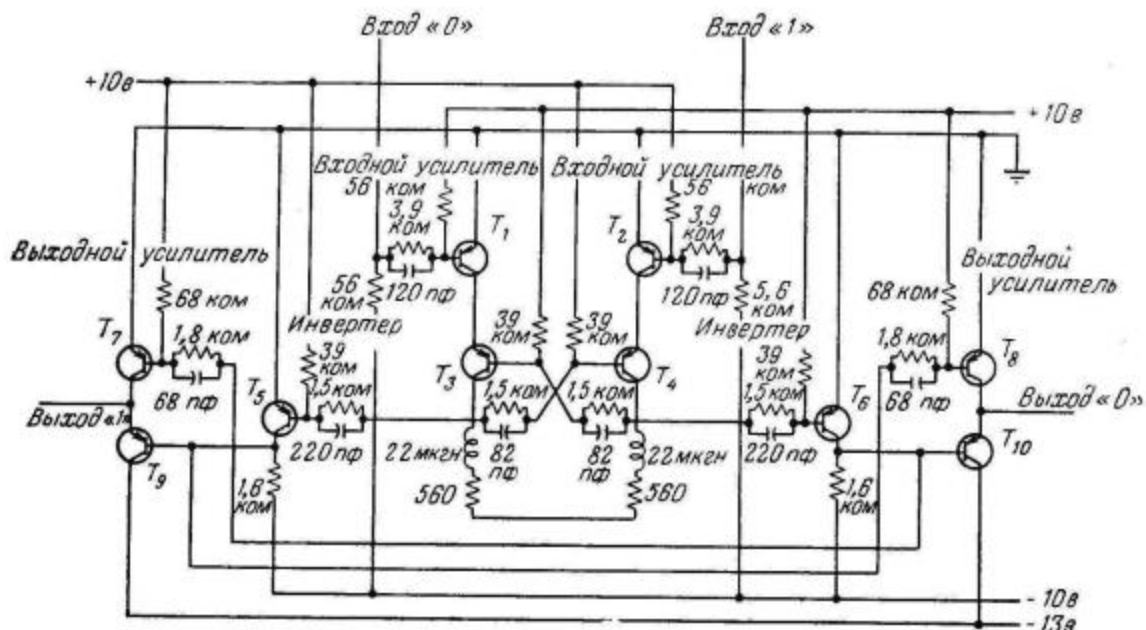 Вход «0»
Вход «1»
+10в
+10в
Входной усилитель
Входной усилитель
56 ком
56 ком
3,9 ком
3,9 ком
T₁
T₂
120 пф
120 пф
Выходной усилитель
Выходной усилитель
68 ком
68 ком
56 ком
5,6 ком
Инвертер
Инвертер
39 ком
39 ком
39 ком
39 ком
T₇
1,8 ком
1,8 ком
T₈
68 пф
68 пф
T₅
1,5 ком
T₃
1,5 ком
1,5 ком
T₄
1,5 ком
T₆
Выход «1»
Выход «0»
220 пф
22 мкгн
82 пф
82 пф
22 мкгн
220 пф
T₉
T₁₀
1,6 ком
560
560
1,6 ком
- 10в
- 13в